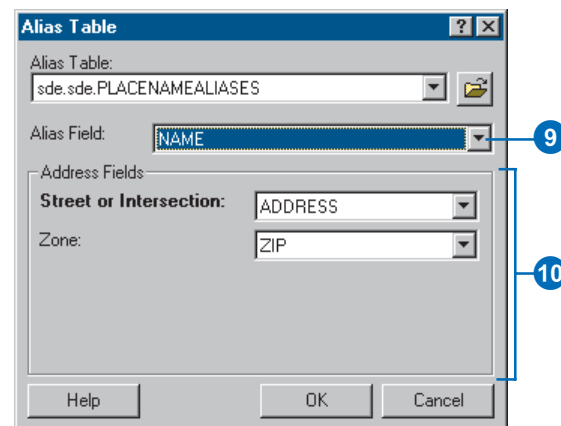 Alias Table
Alias Table:
sde.sde.PLACENAMEALIASES
Alias Field: NAME 9
Address Fields
Street or Intersection: ADDRESS
Zone: ZIP
10
Help OK Cancel